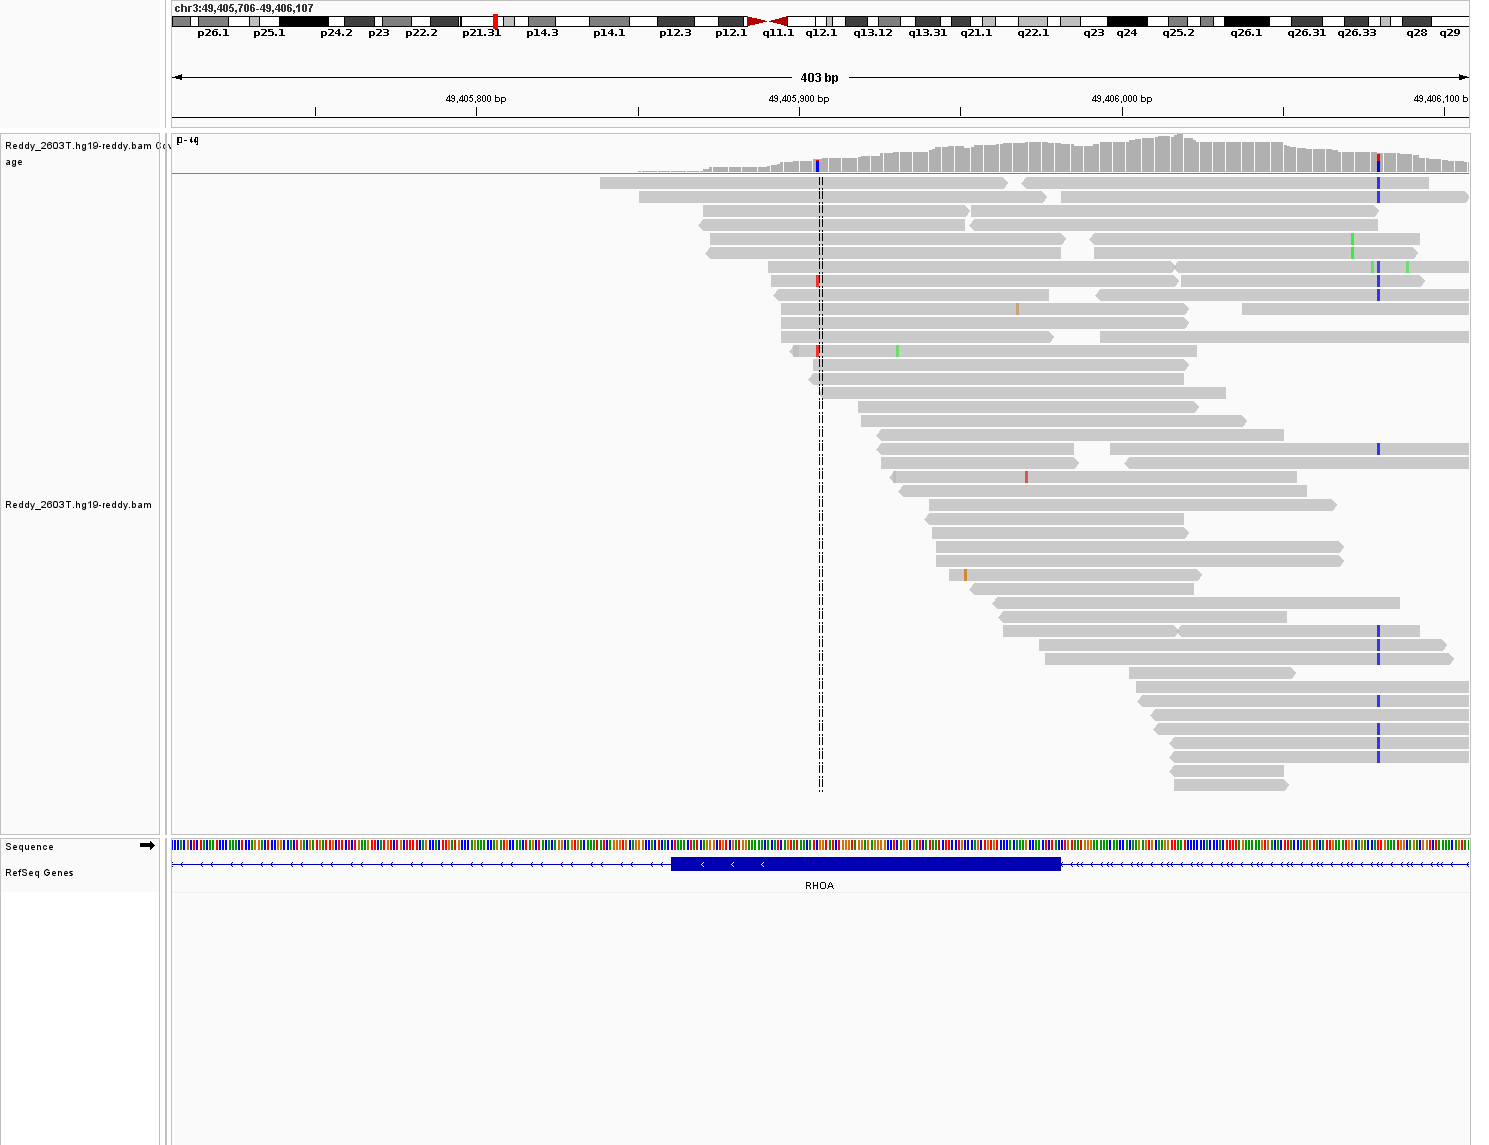 chr3:49,405,706-49,406,107
p26.1 p25.1 p24.2 p23 p22.2 p21.31 p14.3 p14.1 p12.3 p12.1 q11.1 q12.1 q13.12 q13.31 q21.1 q22.1 q23 q24 q25.2 q26.1 q26.31 q26.33 q28 q29
403 bp
49,405,800 bp 49,405,900 bp 49,406,000 bp 49,406,100 b
Reddy_2603T.hg19-reddy.bam Cov
age
[0 - 44]
Reddy_2603T.hg19-reddy.bam
Sequence
RefSeq Genes
RHOA